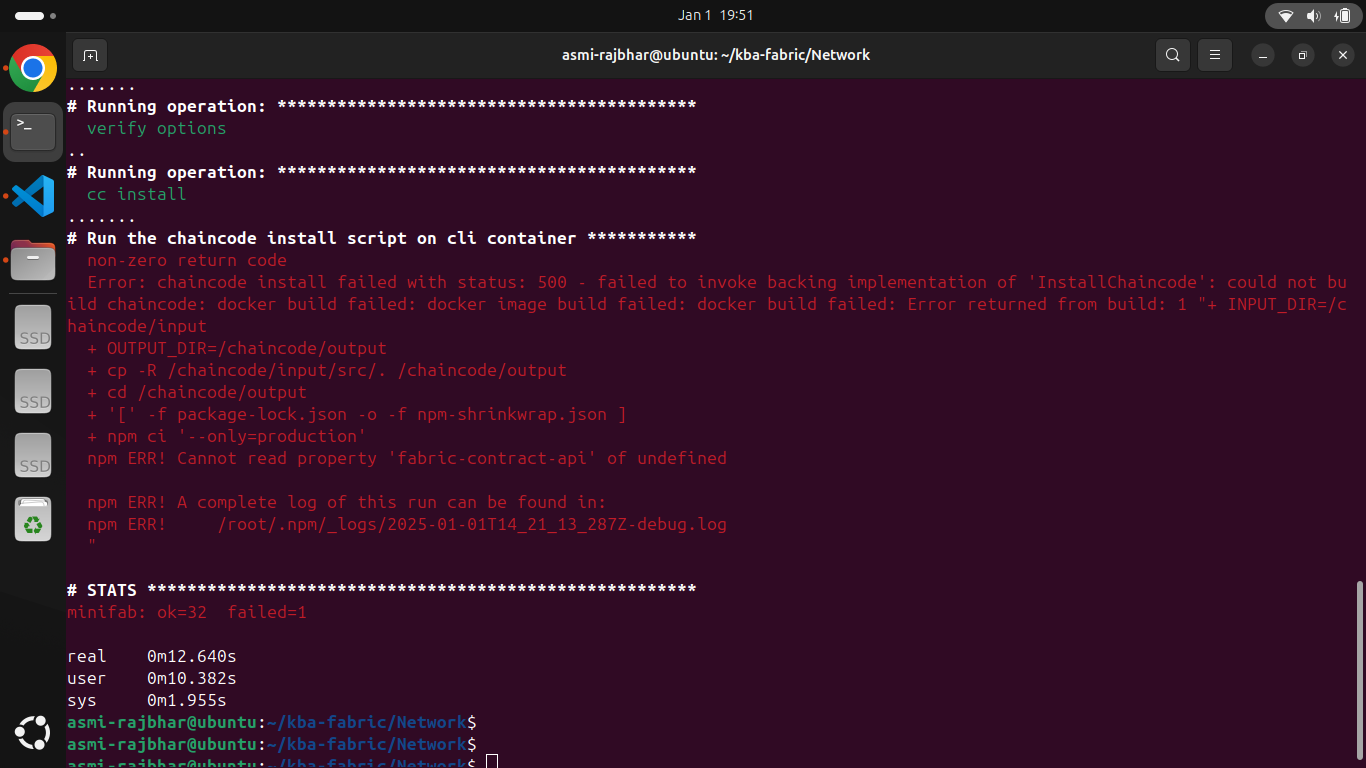 Jan 1 19:51
asmi-rajbhar@ubuntu: ~/kba-fabric/Network
.......
# Running operation: ******************************************
  verify options
..
# Running operation: ******************************************
  cc install
.......
# Run the chaincode install script on cli container ***********
  non-zero return code
  Error: chaincode install failed with status: 500 - failed to invoke backing implementation of 'InstallChaincode': could not bu
ild chaincode: docker build failed: docker image build failed: docker build failed: Error returned from build: 1 "+ INPUT_DIR=/c
haincode/input
  + OUTPUT_DIR=/chaincode/output
  + cp -R /chaincode/input/src/. /chaincode/output
  + cd /chaincode/output
  + '[' -f package-lock.json -o -f npm-shrinkwrap.json ]
  + npm ci '--only=production'
  npm ERR! Cannot read property 'fabric-contract-api' of undefined
  npm ERR! A complete log of this run can be found in:
  npm ERR!     /root/.npm/_logs/2025-01-01T14_21_13_287Z-debug.log
  "
# STATS *******************************************************
minifab: ok=32  failed=1
real    0m12.640s
user    0m10.382s
sys     0m1.955s
asmi-rajbhar@ubuntu:~/kba-fabric/Network$
asmi-rajbhar@ubuntu:~/kba-fabric/Network$
asmi-rajbhar@ubuntu:~/kba-fabric/Network$
>_
SSD
SSD
SSD